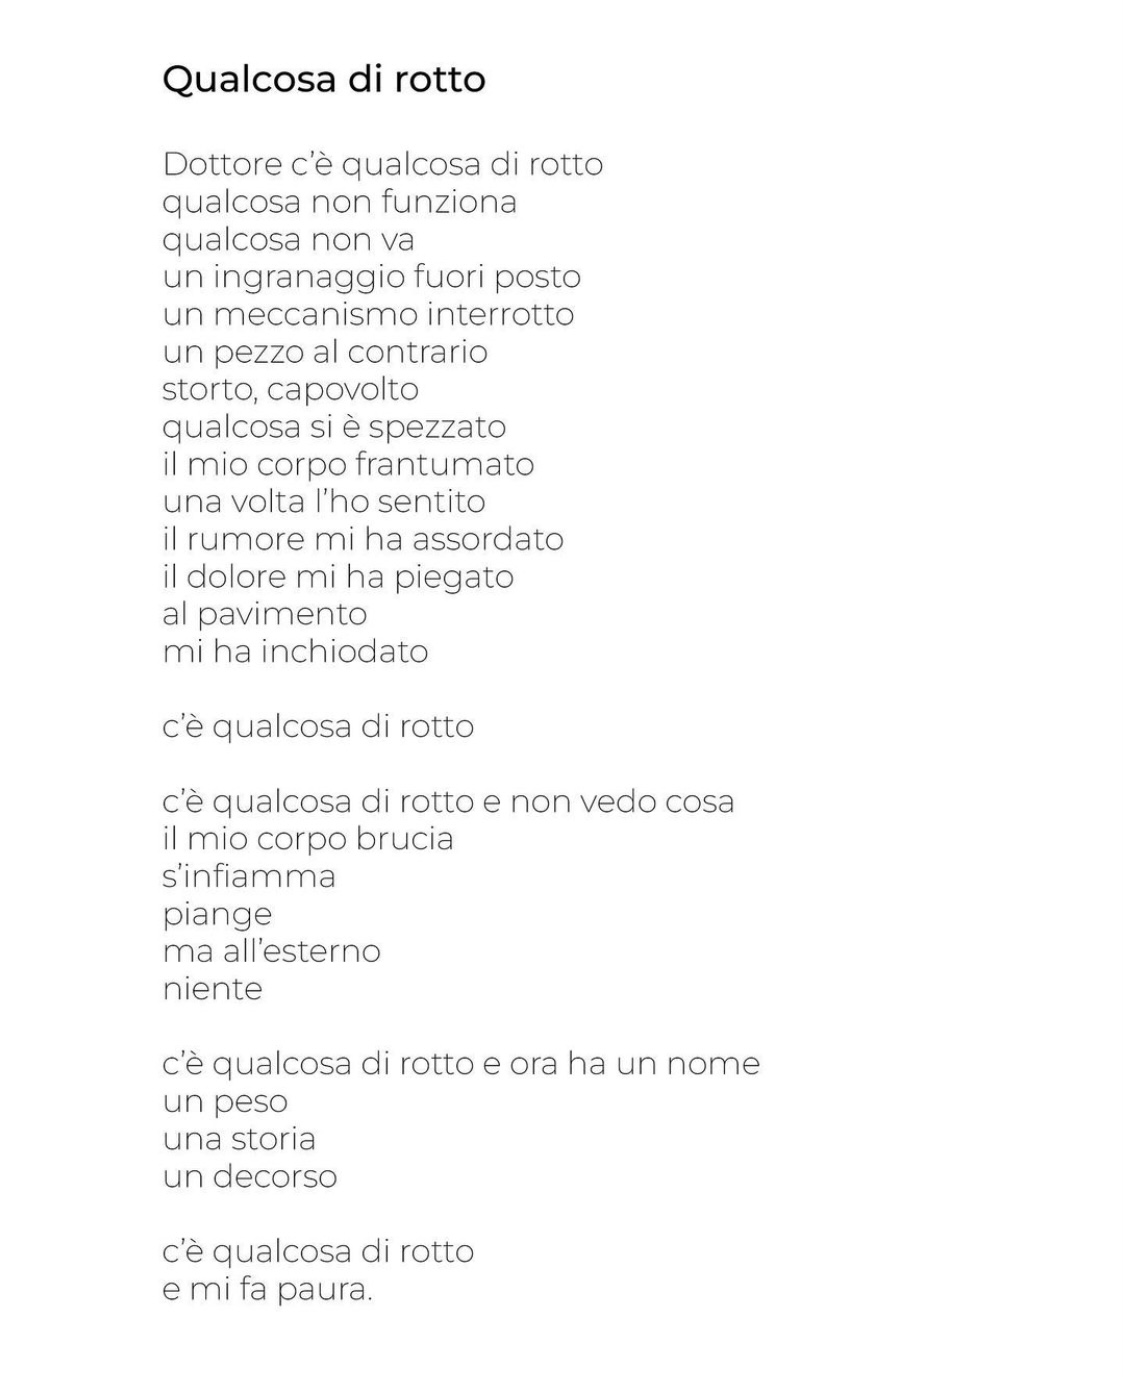 Qualcosa di rotto
Dottore c’è qualcosa di rotto
qualcosa non funziona
qualcosa non va
un ingranaggio fuori posto
un meccanismo interrotto
un pezzo al contrario
storto, capovolto
qualcosa si è spezzato
il mio corpo frantumato
una volta l’ho sentito
il rumore mi ha assordato
il dolore mi ha piegato
al pavimento
mi ha inchiodato
c’è qualcosa di rotto
c’è qualcosa di rotto e non vedo cosa
il mio corpo brucia
s’infiamma
piange
ma all’esterno
niente
c’è qualcosa di rotto e ora ha un nome
un peso
una storia
un decorso
c’è qualcosa di rotto
e mi fa paura.